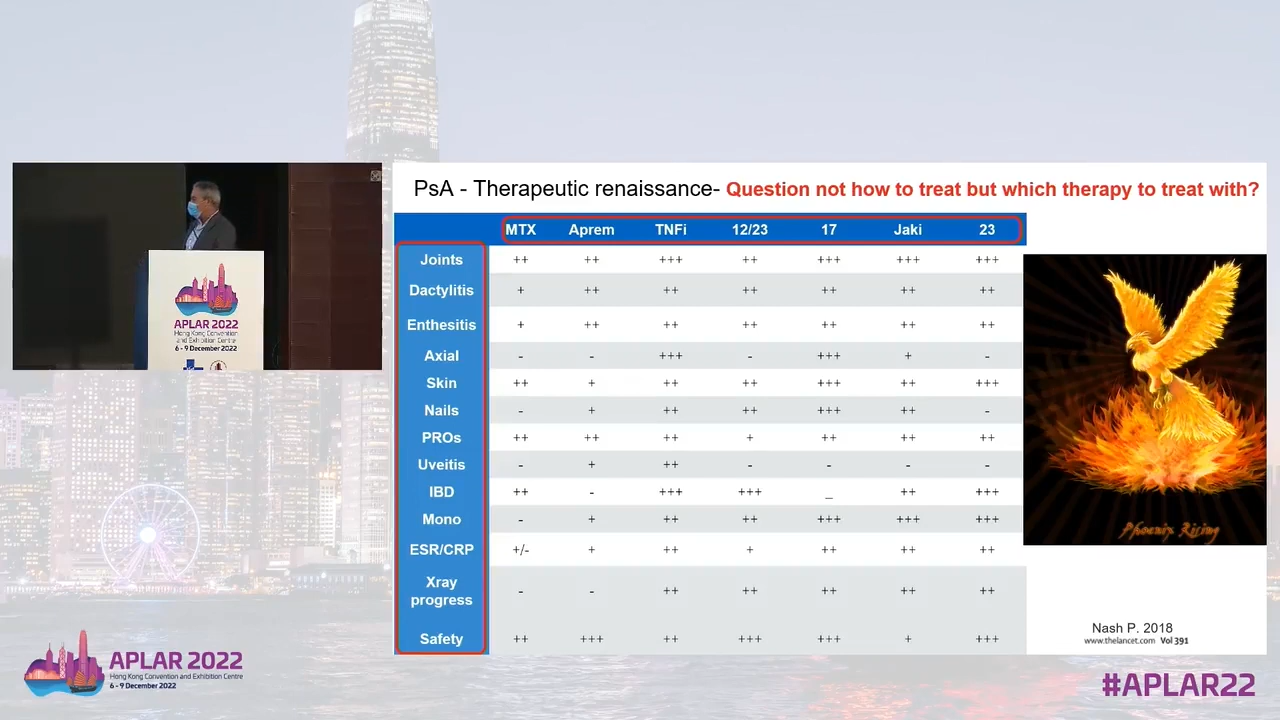 PsA - Therapeutic renaissance- Question not how to treat but which therapy to treat with?
MTX Aprem TNFi 12/23 17 Jaki 23
Joints ++ ++ +++ ++ +++ +++ +++
Dactylitis + ++ ++ ++ ++ ++ ++
Enthesitis + ++ ++ ++ ++ ++ ++
Axial - - +++ - +++ + -
Skin ++ + ++ ++ +++ ++ +++
Nails - + ++ ++ +++ ++ -
PROs ++ ++ ++ + ++ ++ ++
Uveitis - + ++ - - - -
IBD ++ - +++ +++ _ ++ +++
Mono - + ++ ++ +++ +++ +++
ESR/CRP +/- + ++ + ++ ++ ++
Xray
progress - - ++ ++ ++ ++ ++
Safety ++ +++ ++ +++ +++ + +++
Phoenix Rising
Nash P. 2018
www.thelancet.com Vol 391
APLAR 2022
Hong Kong Convention
and Exhibition Centre
6 - 9 December 2022
APLAR 2022
Hong Kong Convention and Exhibition Centre
6 - 9 December 2022
#APLAR22